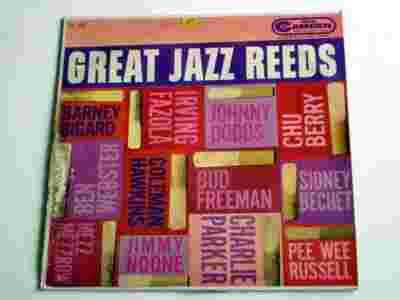 CAMDEN
GREAT JAZZ REEDS
BARNEY
BIGARD
IRVING
FAZOLA
JOHNNY
DODDS
CHU
BERRY
BEN
WEBSTER
COLEMAN
HAWKINS
BUD
FREEMAN
SIDNEY
BECHET
MEZZ
MEZZROW
JIMMY
NOONE
CHARLIE
PARKER
PEE WEE
RUSSELL